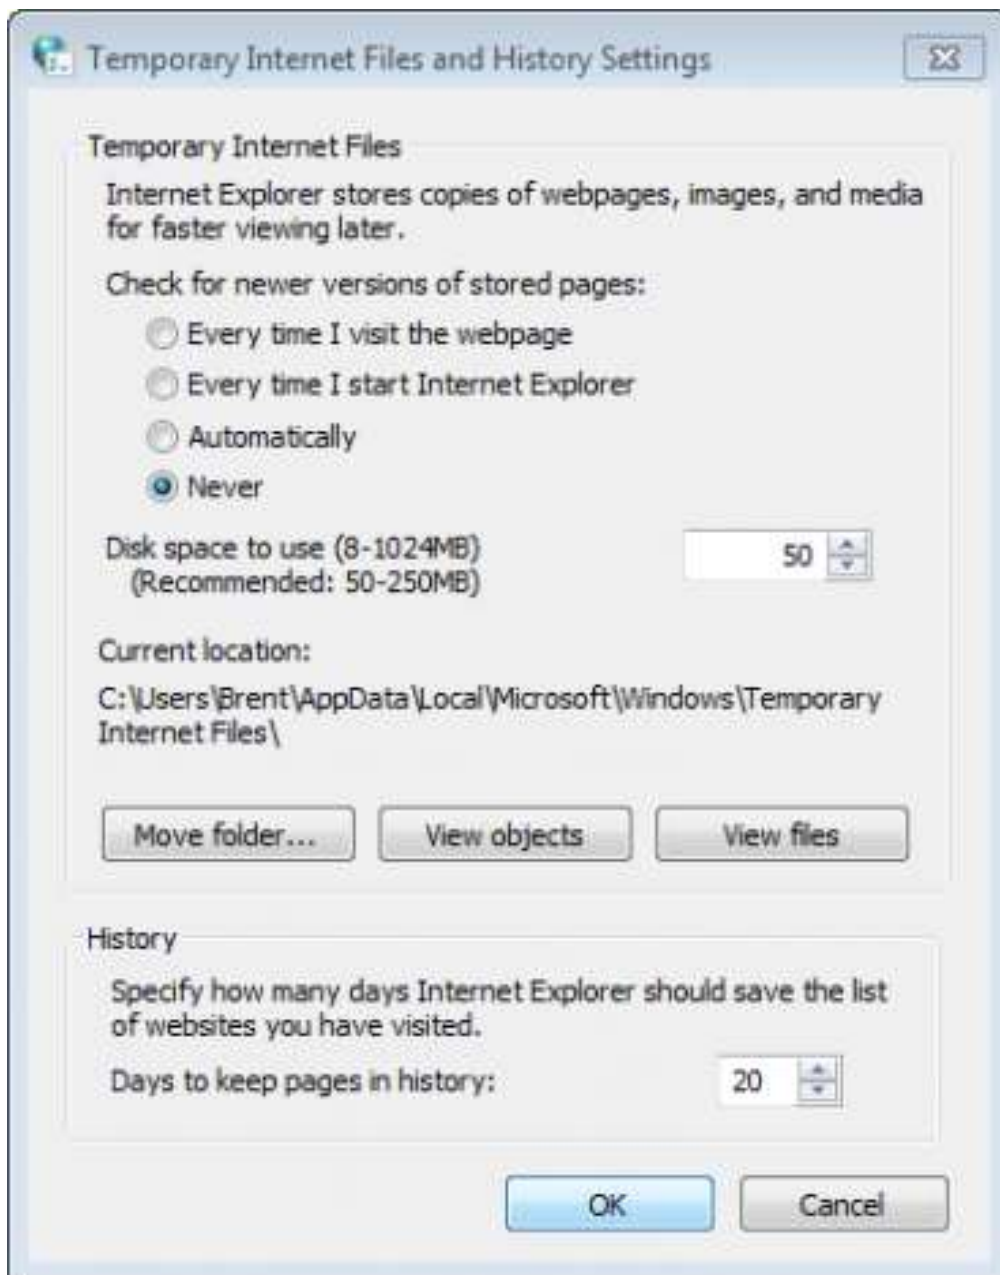 Temporary Internet Files and History Settings
Temporary Internet Files
Internet Explorer stores copies of webpages, images, and media
for faster viewing later.
Check for newer versions of stored pages:
Every time I visit the webpage
Every time I start Internet Explorer
Automatically
Never
Disk space to use (8-1024MB) 50
(Recommended: 50-250MB)
Current location:
C:\Users\Brent\AppData\Local\Microsoft\Windows\Temporary
Internet Files\
Move folder... View objects View files
History
Specify how many days Internet Explorer should save the list
of websites you have visited.
Days to keep pages in history: 20
OK Cancel